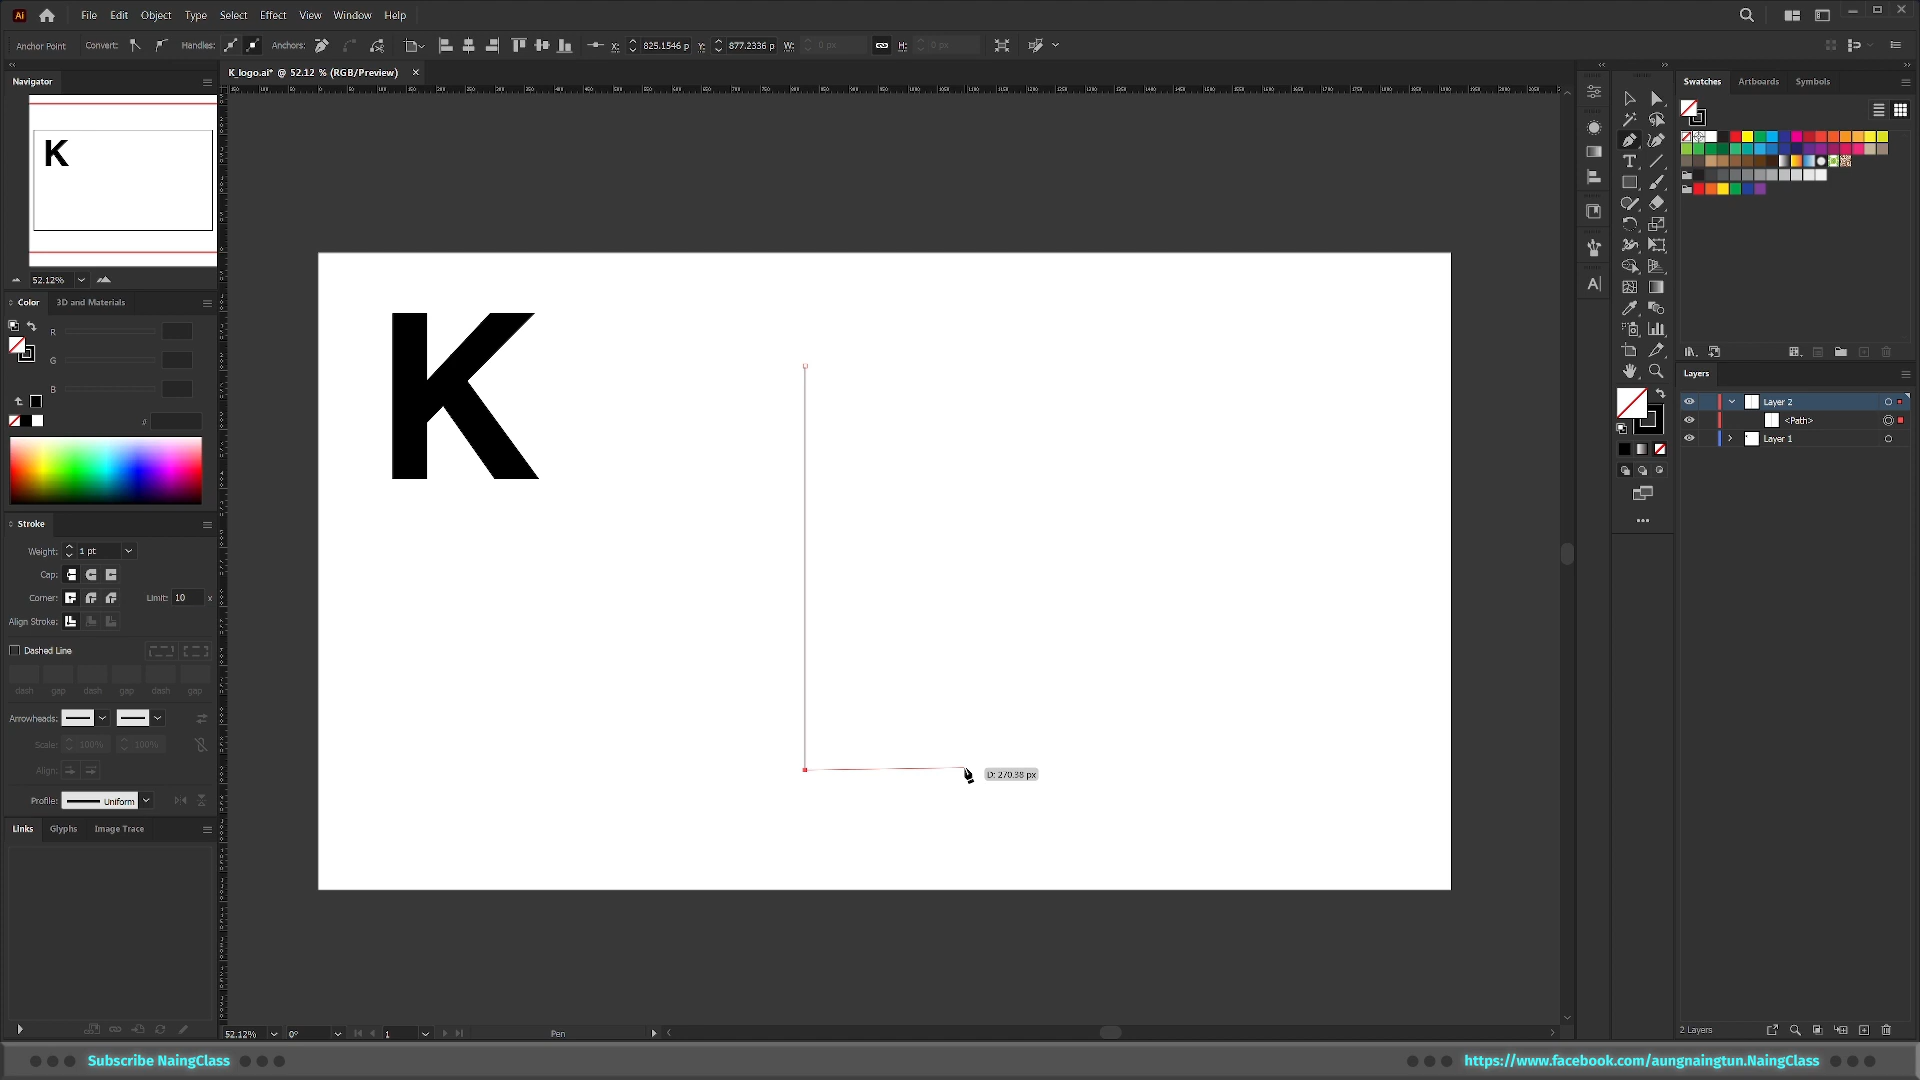 Ai File Edit Object Type Select Effect View Window Help
Anchor Point Convert: Handles: Anchors: X: 825.1546 p Y: 877.2336 p W: 0 px H: 0 px
K_logo.ai* @ 52.12 % (RGB/Preview) ×
Navigator
K
52.12%
Color 3D and Materials
R
G
B
#
Stroke
Weight: 1 pt
Cap:
Corner: Limit: 10 x
Align Stroke:
Dashed Line
dash gap dash gap dash gap
Arrowheads:
Scale: 100% 100%
Align:
Profile: Uniform
Links Glyphs Image Trace
K
D: 270.38 px
52.12% 0° 1 Pen
Swatches Artboards Symbols
Layers
Layer 2
<Path>
Layer 1
2 Layers
Subscribe NaingClass
https://www.facebook.com/aungnaingtun.NaingClass